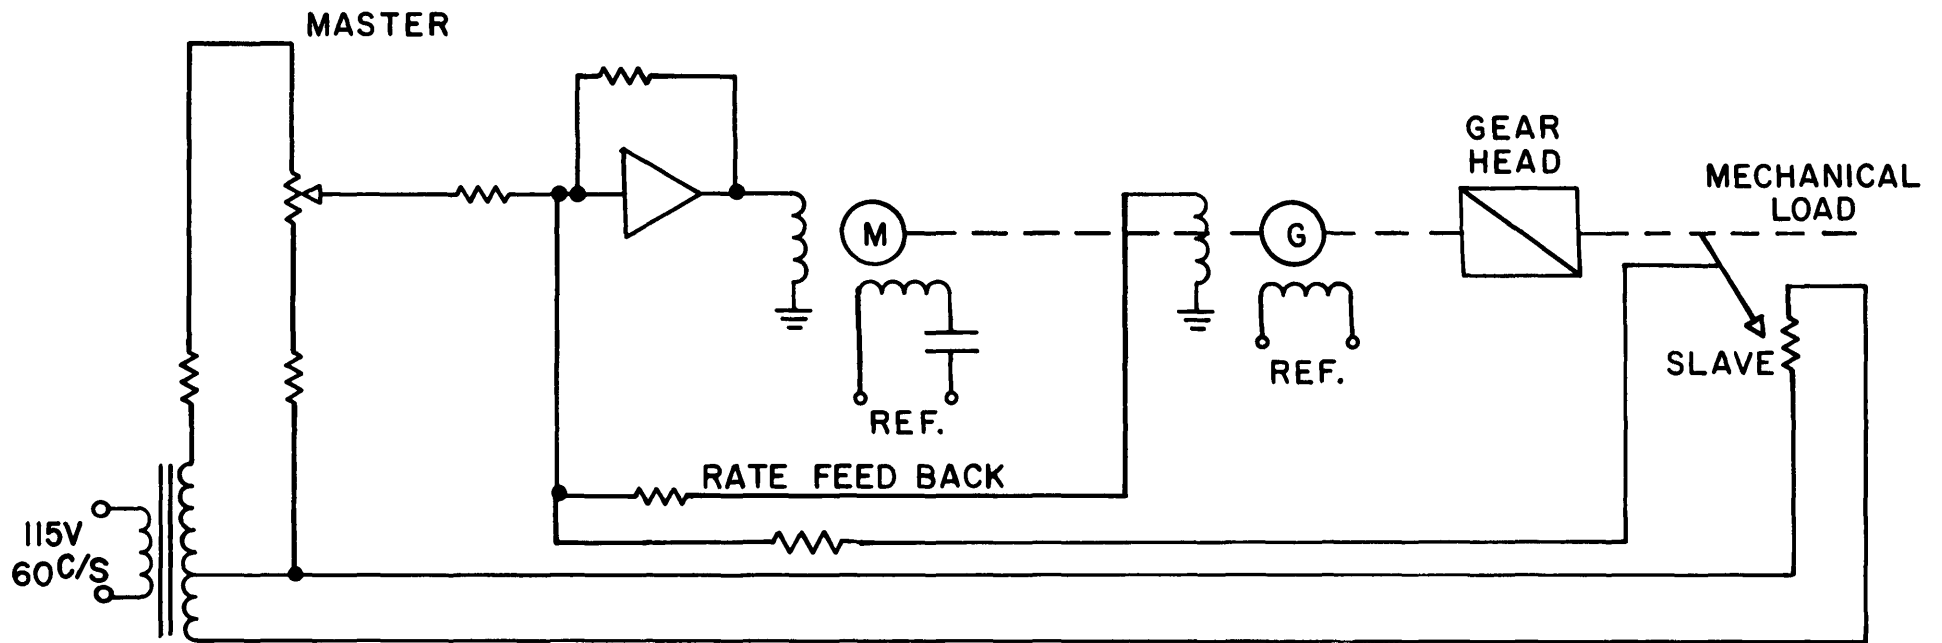 MASTER
GEAR
HEAD
MECHANICAL
LOAD
M
G
SLAVE
REF.
REF.
RATE FEED BACK
115V
60C/S